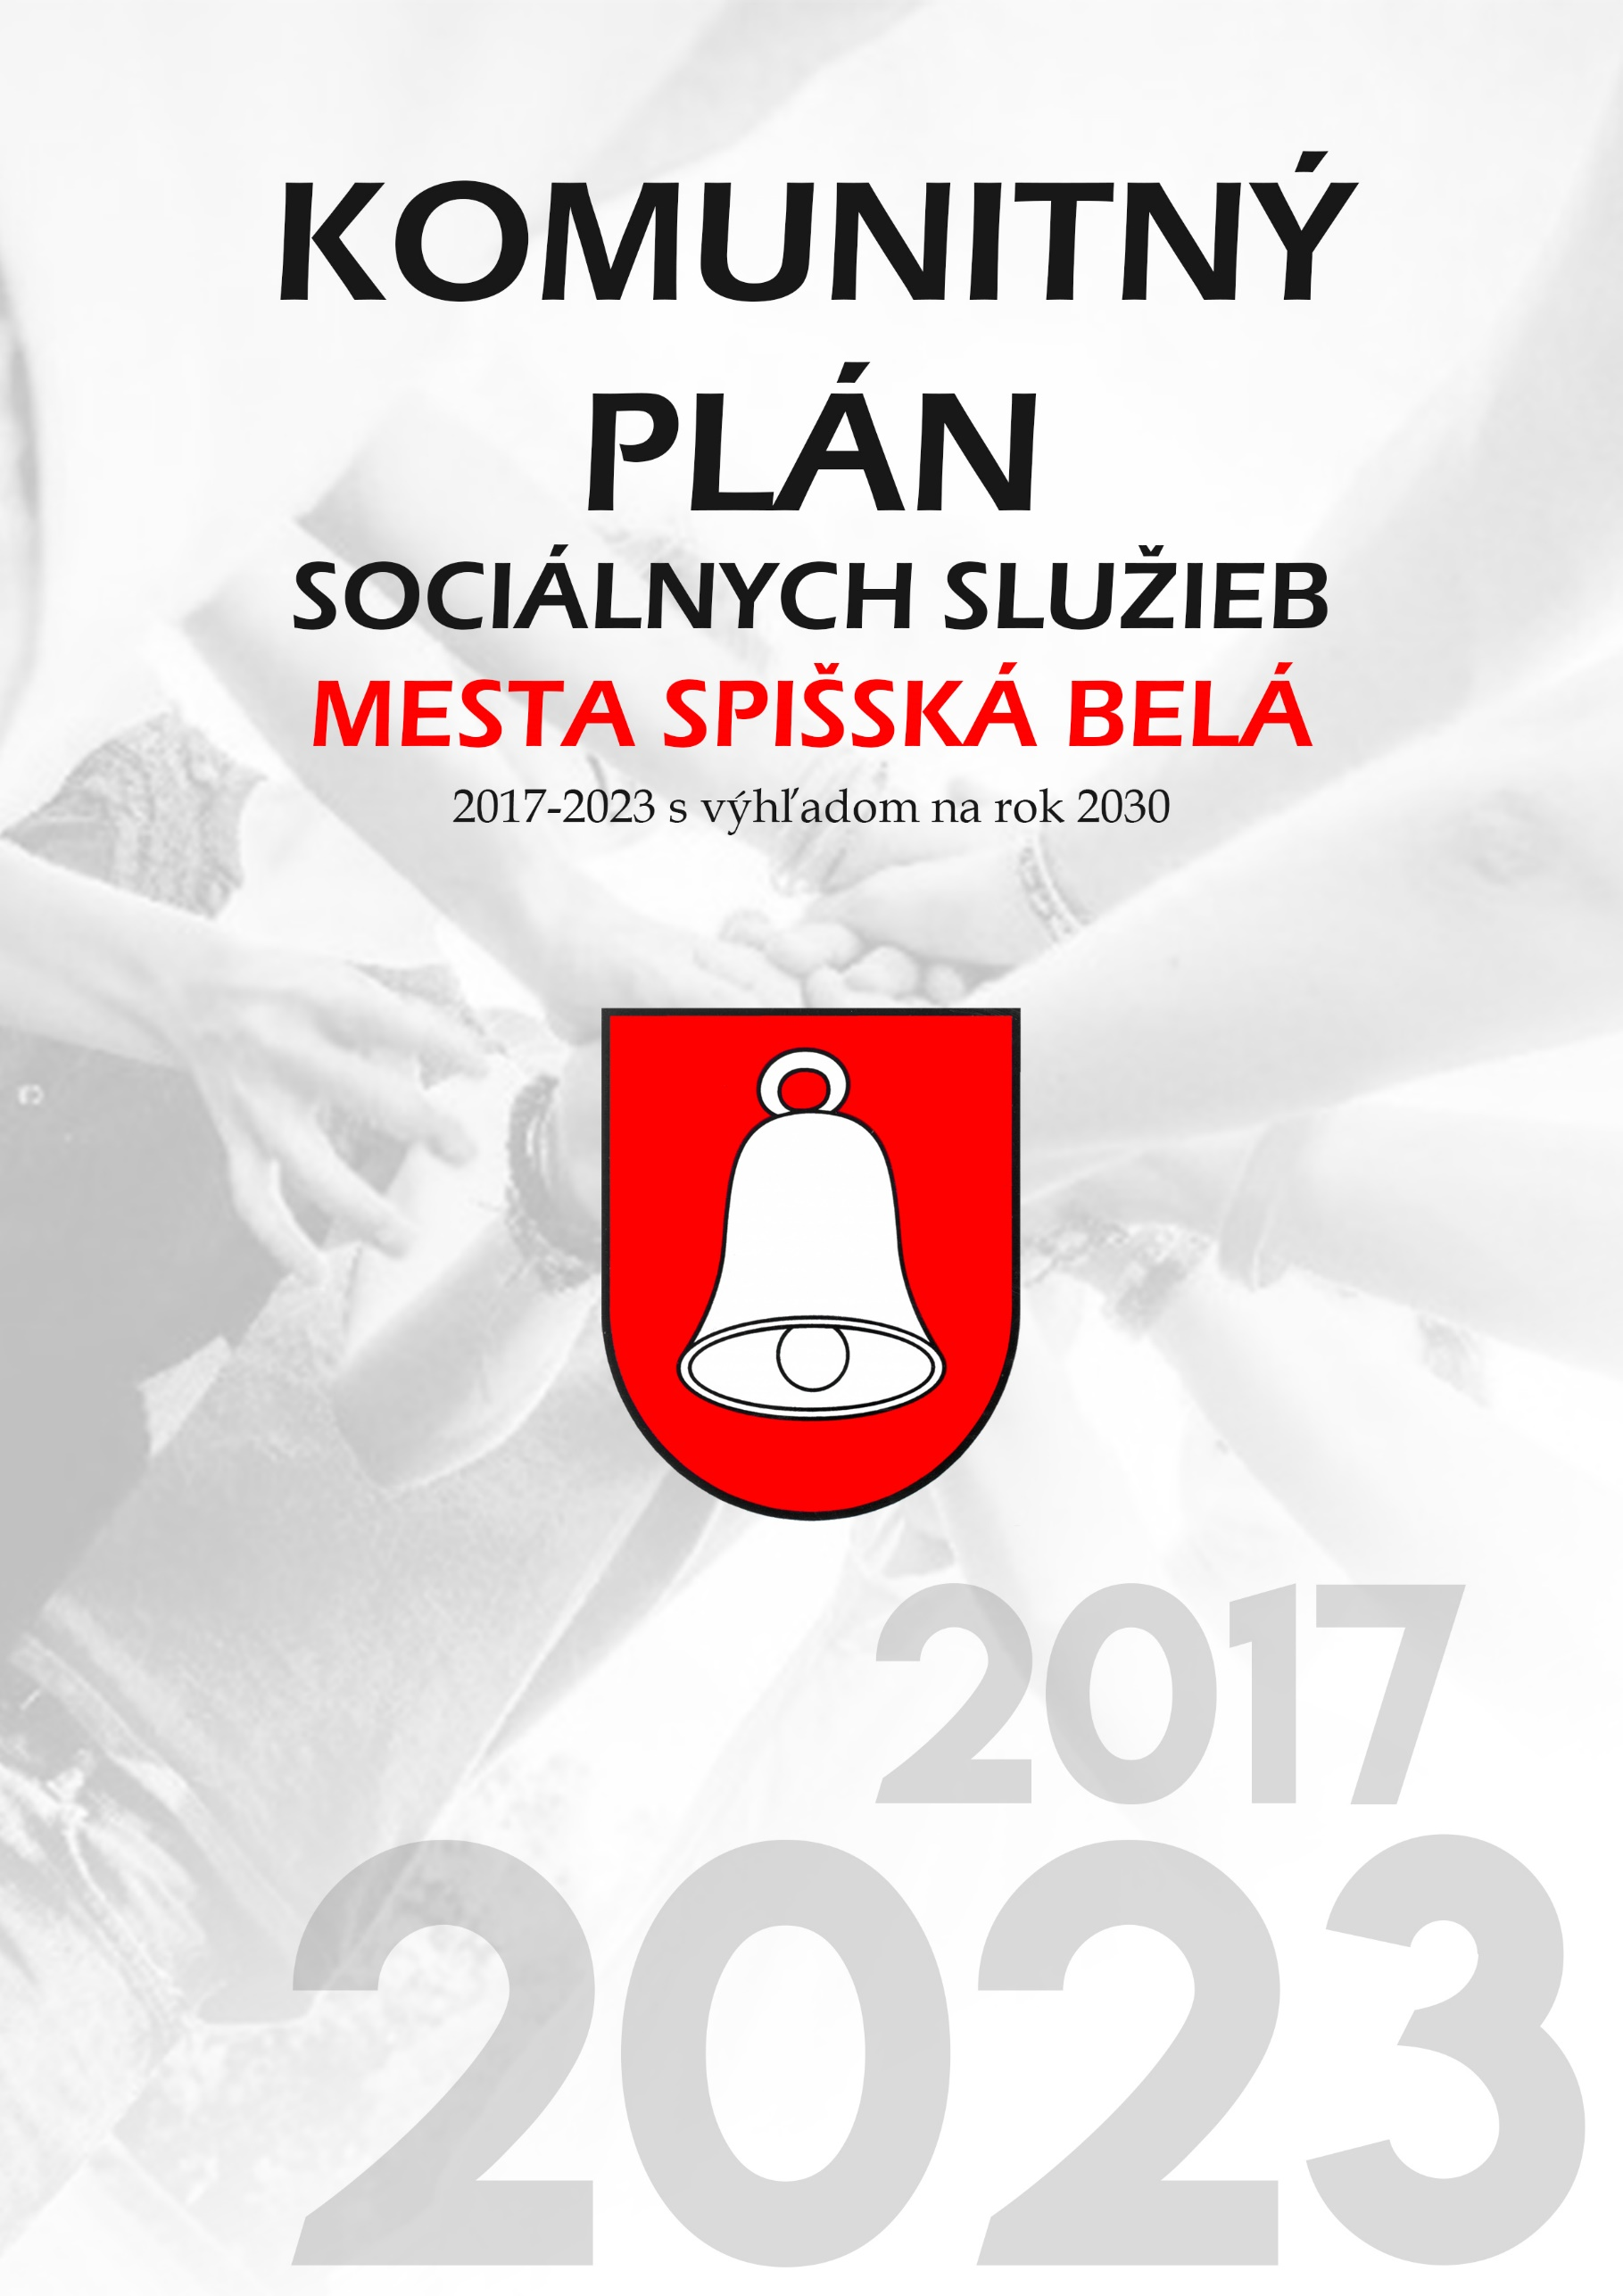 KOMUNITNÝ
PLÁN
SOCIÁLNYCH SLUŽIEB
MESTA SPIŠSKÁ BELÁ
2017-2023 s výhľadom na rok 2030
2017
2023